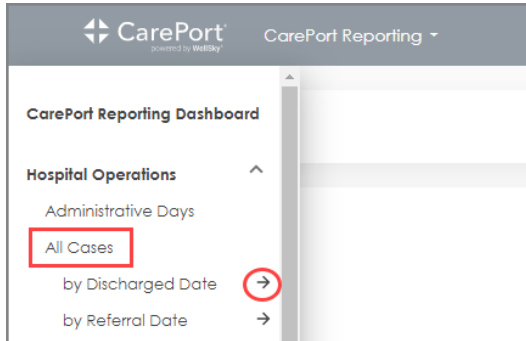 CarePort CarePort Reporting
powered by WellSky
CarePort Reporting Dashboard
Hospital Operations
Administrative Days
All Cases
by Discharged Date
by Referral Date